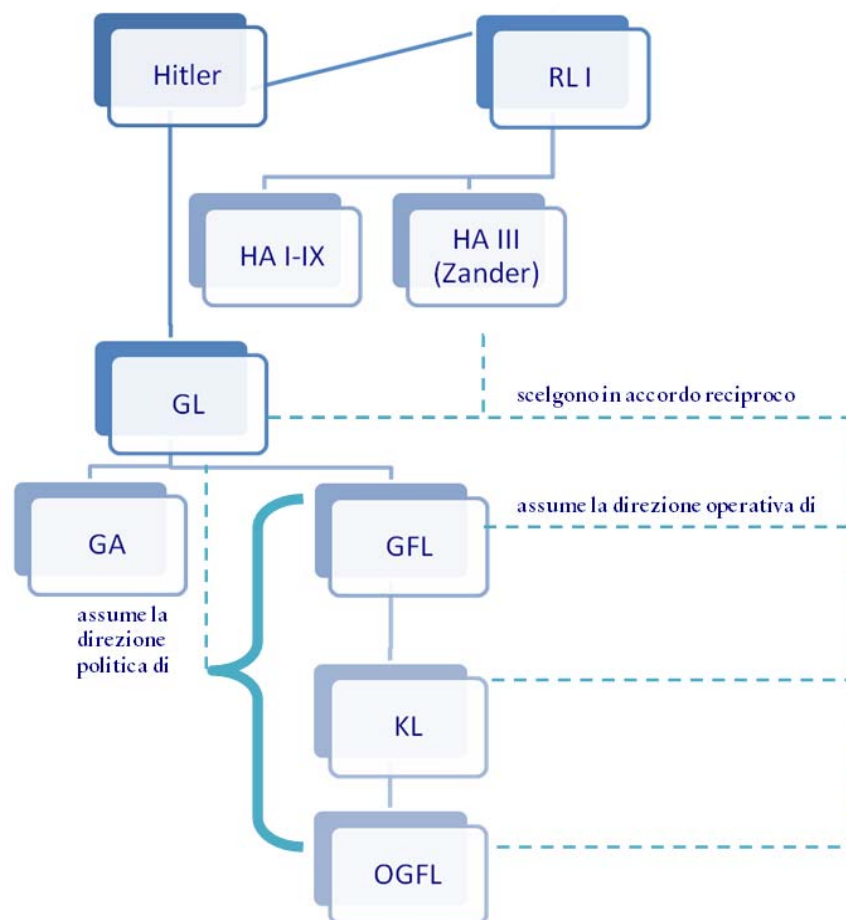 Hitler
RL I
HA I-IX
HA III
(Zander)
GL
scelgono in accordo reciproco
GA
GFL
assume la direzione operativa di
assume la
direzione
politica di
KL
OGFL